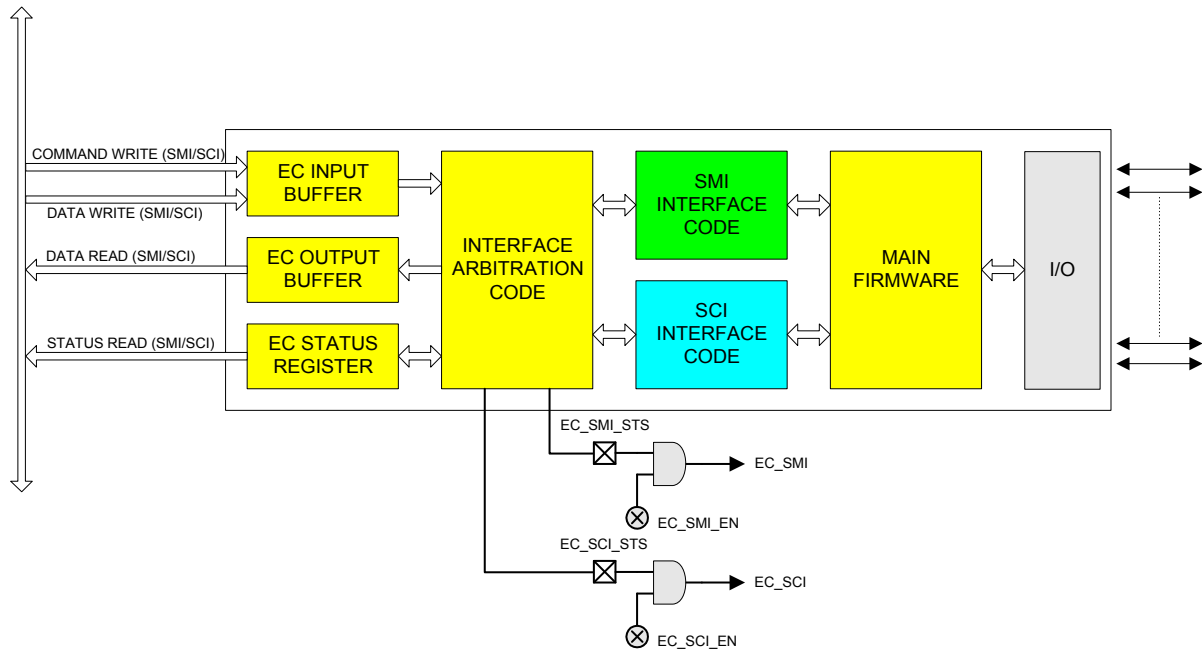 COMMAND WRITE (SMI/SCI)
DATA WRITE (SMI/SCI)
DATA READ (SMI/SCI)
STATUS READ (SMI/SCI)
EC INPUT
BUFFER
EC OUTPUT
BUFFER
EC STATUS
REGISTER
INTERFACE
ARBITRATION
CODE
SMI
INTERFACE
CODE
SCI
INTERFACE
CODE
MAIN
FIRMWARE
I/O
EC_SMI_STS
EC_SMI
EC_SMI_EN
EC_SCI_STS
EC_SCI
EC_SCI_EN